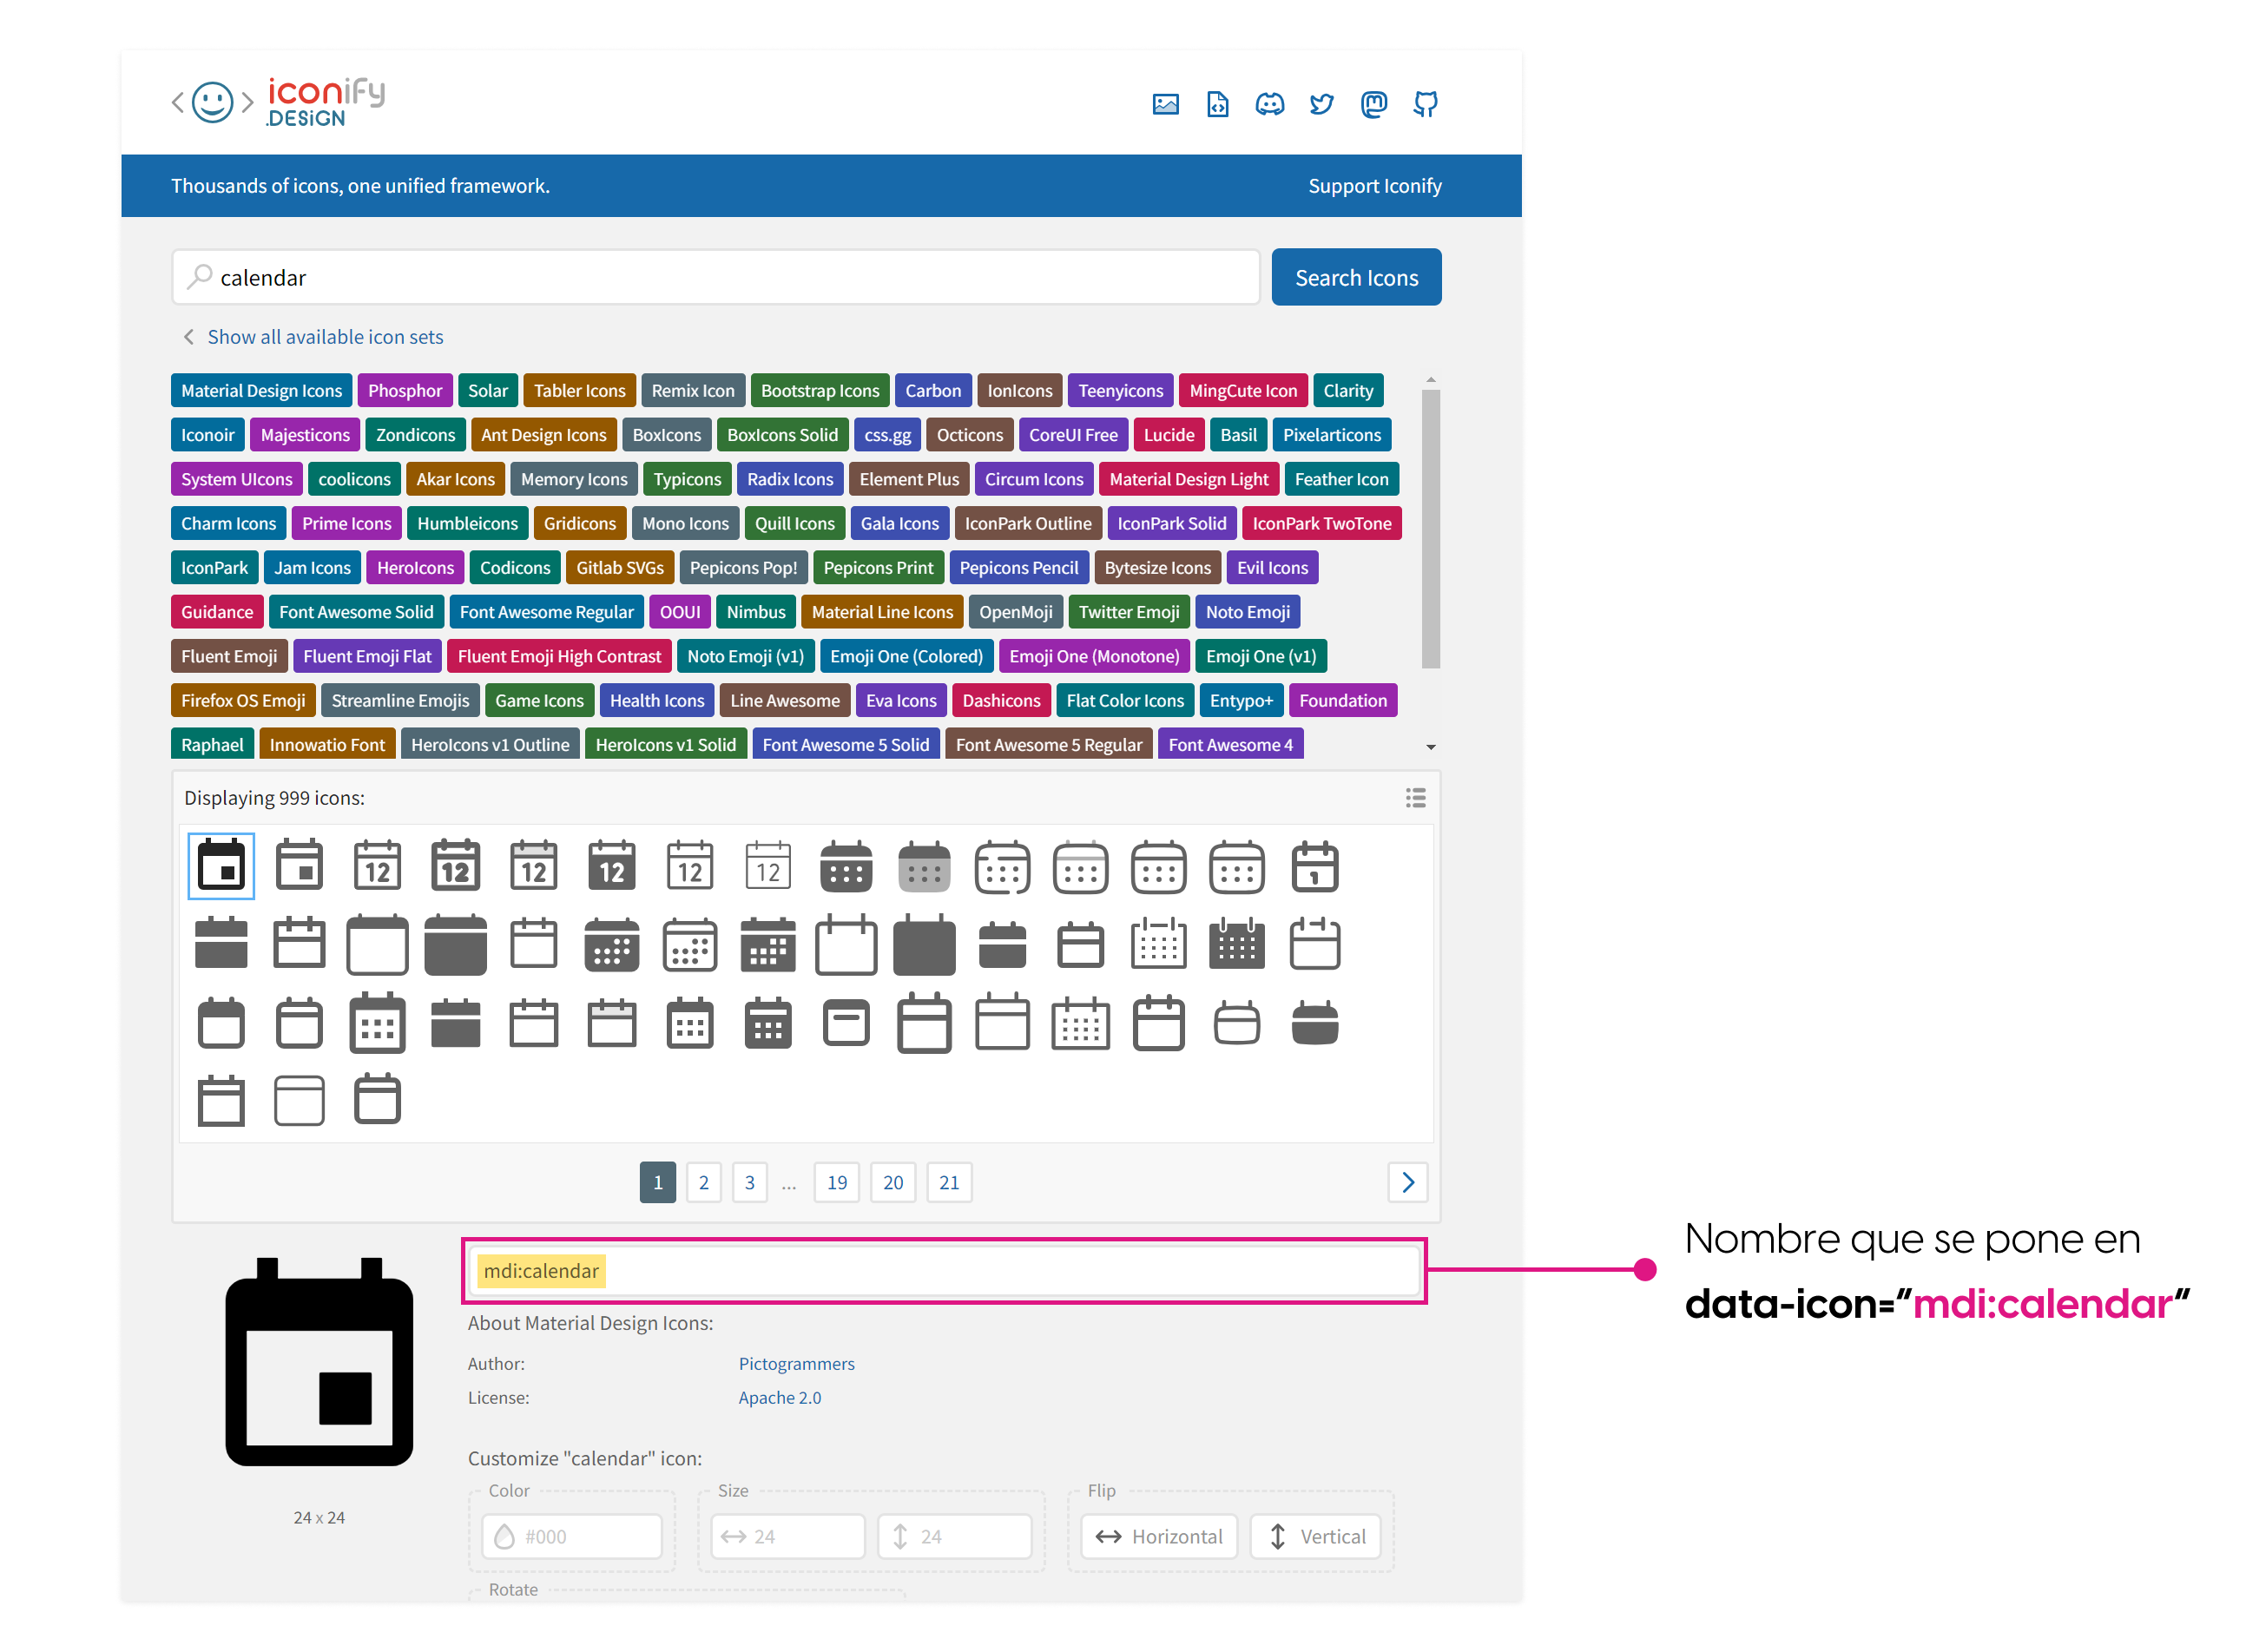 iconify
.DESiGN
Thousands of icons, one unified framework.
Support Iconify
calendar
Search Icons
Show all available icon sets
Material Design Icons Phosphor Solar Tabler Icons Remix Icon Bootstrap Icons Carbon IonIcons Teenyicons MingCute Icon Clarity
Iconoir Majesticons Zondicons Ant Design Icons BoxIcons BoxIcons Solid css.gg Octicons CoreUI Free Lucide Basil Pixelarticons
System UIcons coolicons Akar Icons Memory Icons Typicons Radix Icons Element Plus Circum Icons Material Design Light Feather Icon
Charm Icons Prime Icons Humbleicons Gridicons Mono Icons Quill Icons Gala Icons IconPark Outline IconPark Solid IconPark TwoTone
IconPark Jam Icons HeroIcons Codicons Gitlab SVGs Pepicons Pop! Pepicons Print Pepicons Pencil Bytesize Icons Evil Icons
Guidance Font Awesome Solid Font Awesome Regular OOUI Nimbus Material Line Icons OpenMoji Twitter Emoji Noto Emoji
Fluent Emoji Fluent Emoji Flat Fluent Emoji High Contrast Noto Emoji (v1) Emoji One (Colored) Emoji One (Monotone) Emoji One (v1)
Firefox OS Emoji Streamline Emojis Game Icons Health Icons Line Awesome Eva Icons Dashicons Flat Color Icons Entypo+ Foundation
Raphael Innowatio Font HeroIcons v1 Outline HeroIcons v1 Solid Font Awesome 5 Solid Font Awesome 5 Regular Font Awesome 4
Displaying 999 icons:
12 12 12 12 12 12 1
1 2 3 ... 19 20 21
mdi:calendar
About Material Design Icons:
Author: Pictogrammers
License: Apache 2.0
Customize "calendar" icon:
Color Size Flip
#000 24 24 Horizontal Vertical
Rotate
24 x 24
Nombre que se pone en
data-icon=”mdi:calendar“